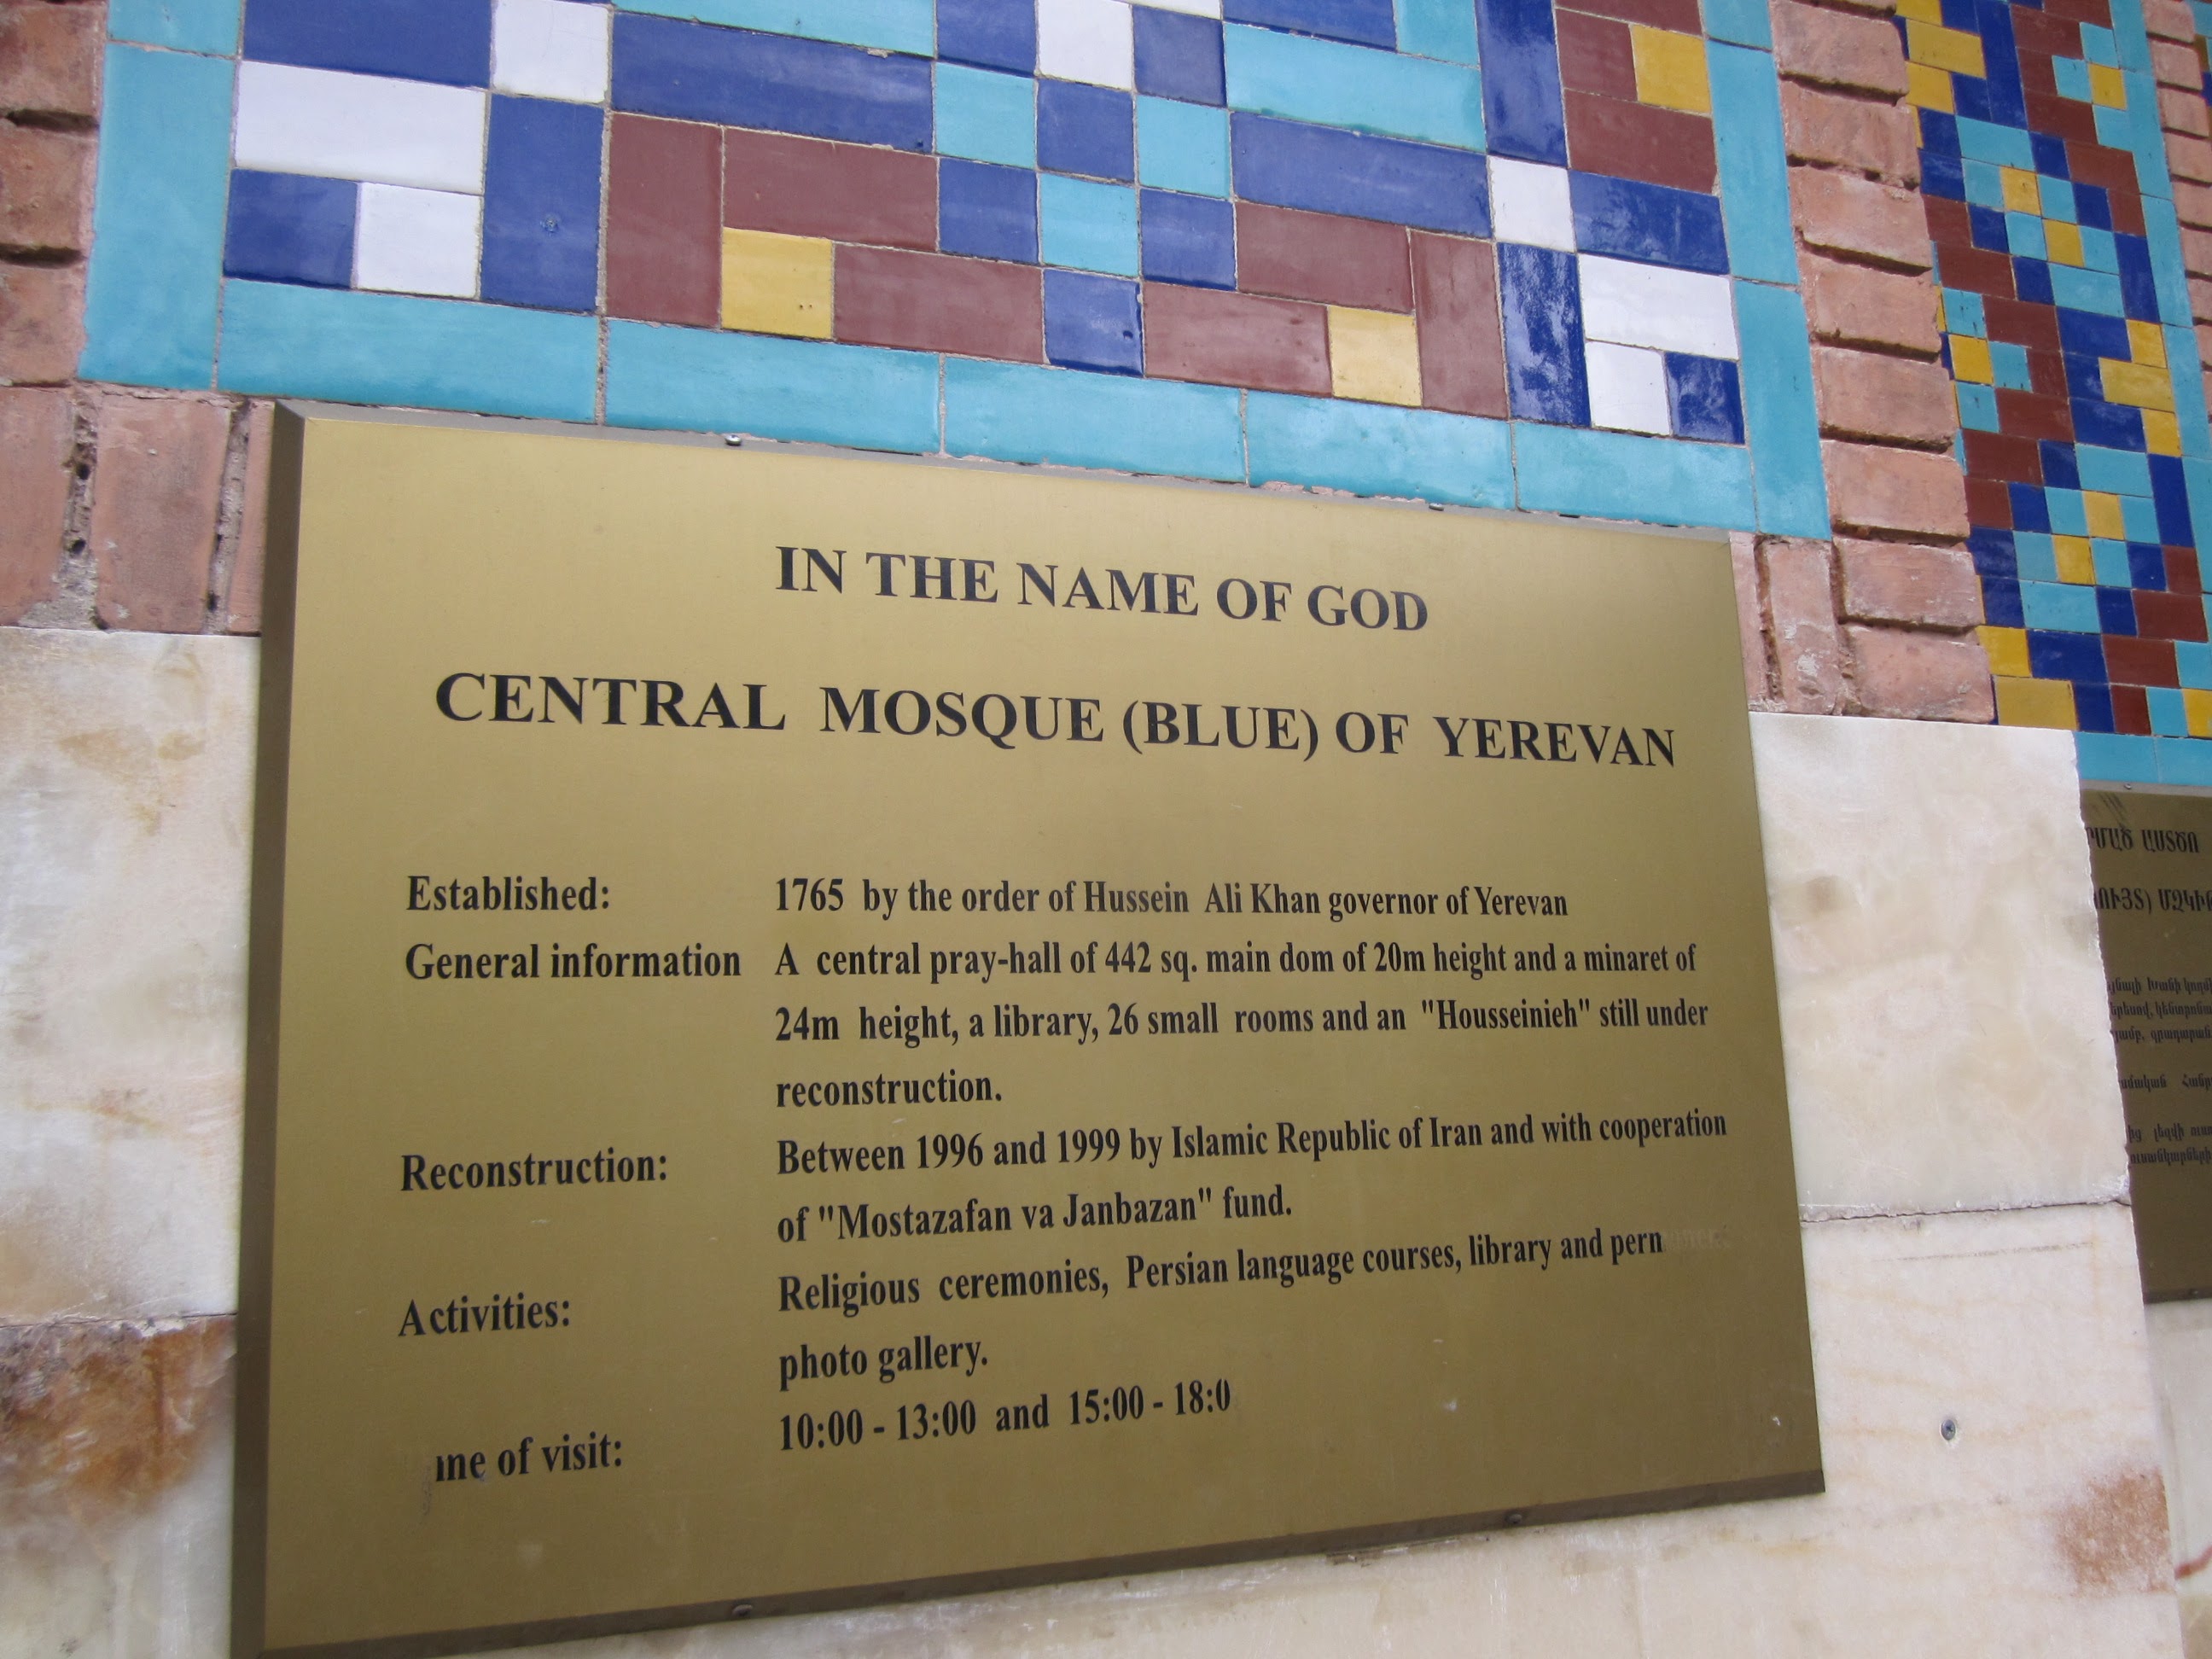 IN THE NAME OF GOD
CENTRAL MOSQUE (BLUE) OF YEREVAN
Established: 1765 by the order of Hussein Ali Khan governor of Yerevan
General information A central pray-hall of 442 sq. main dom of 20m height and a minaret of
24m height, a library, 26 small rooms and an "Housseinieh" still under
reconstruction.
Reconstruction: Between 1996 and 1999 by Islamic Republic of Iran and with cooperation
of "Mostazafan va Janbazan" fund.
Activities: Religious ceremonies, Persian language courses, library and pern
photo gallery.
me of visit: 10:00 - 13:00 and 15:00 - 18:0
ԱՍՏԾՈ